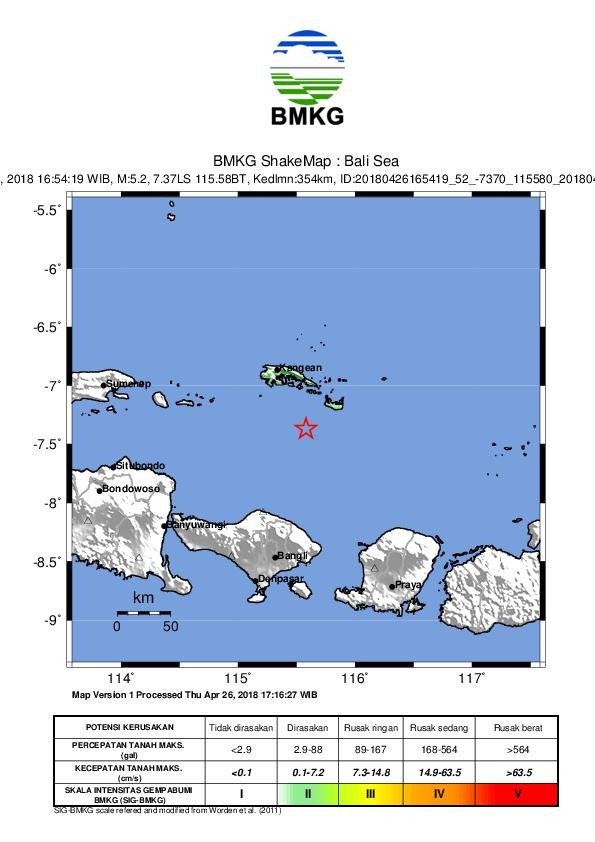 BMKG
BMKG ShakeMap : Bali Sea
, 2018 16:54:19 WIB, M:5.2, 7.37LS 115.58BT, Kedlmn:354km, ID:20180426165419_52_-7370_115580_20180
-5.5°
-6°
-6.5°
Kangean
-7°
Sumenep
-7.5°
Situbondo
Bondowoso
-8°
Banyuwangi
-8.5°
Bangli
Denpasar
Praya
km
-9°
0 50
114° 115° 116° 117°
Map Version 1 Processed Thu Apr 26, 2018 17:16:27 WIB
POTENSI KERUSAKAN Tidak dirasakan Dirasakan Rusak ringan Rusak sedang Rusak berat
PERCEPATAN TANAH MAKS. (gal) <2.9 2.9-88 89-167 168-564 >564
KECEPATAN TANAH MAKS. (cm/s) <0.1 0.1-7.2 7.3-14.8 14.9-63.5 >63.5
SKALA INTENSITAS GEMPABUMI BMKG (SIG-BMKG) I II III IV V
SIG-BMKG scale refered and modified from Worden et al. (2011)